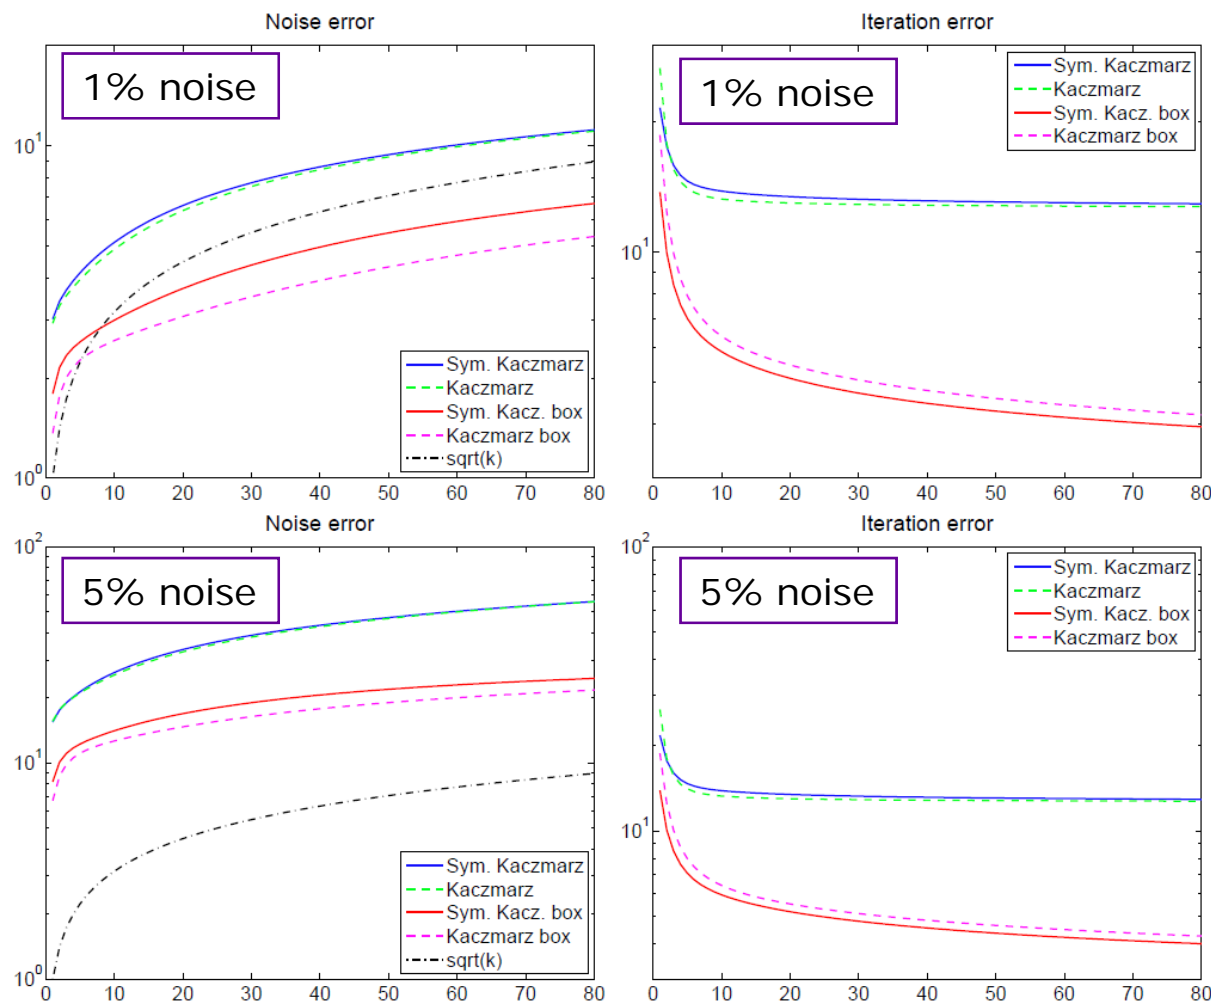 Noise error
1% noise
10^1
10^0
0 10 20 30 40 50 60 70 80
Sym. Kaczmarz
Kaczmarz
Sym. Kacz. box
Kaczmarz box
sqrt(k)
Iteration error
1% noise
10^1
0 10 20 30 40 50 60 70 80
Sym. Kaczmarz
Kaczmarz
Sym. Kacz. box
Kaczmarz box
Noise error
5% noise
10^2
10^1
10^0
0 10 20 30 40 50 60 70 80
Sym. Kaczmarz
Kaczmarz
Sym. Kacz. box
Kaczmarz box
sqrt(k)
Iteration error
5% noise
10^2
10^1
0 10 20 30 40 50 60 70 80
Sym. Kaczmarz
Kaczmarz
Sym. Kacz. box
Kaczmarz box